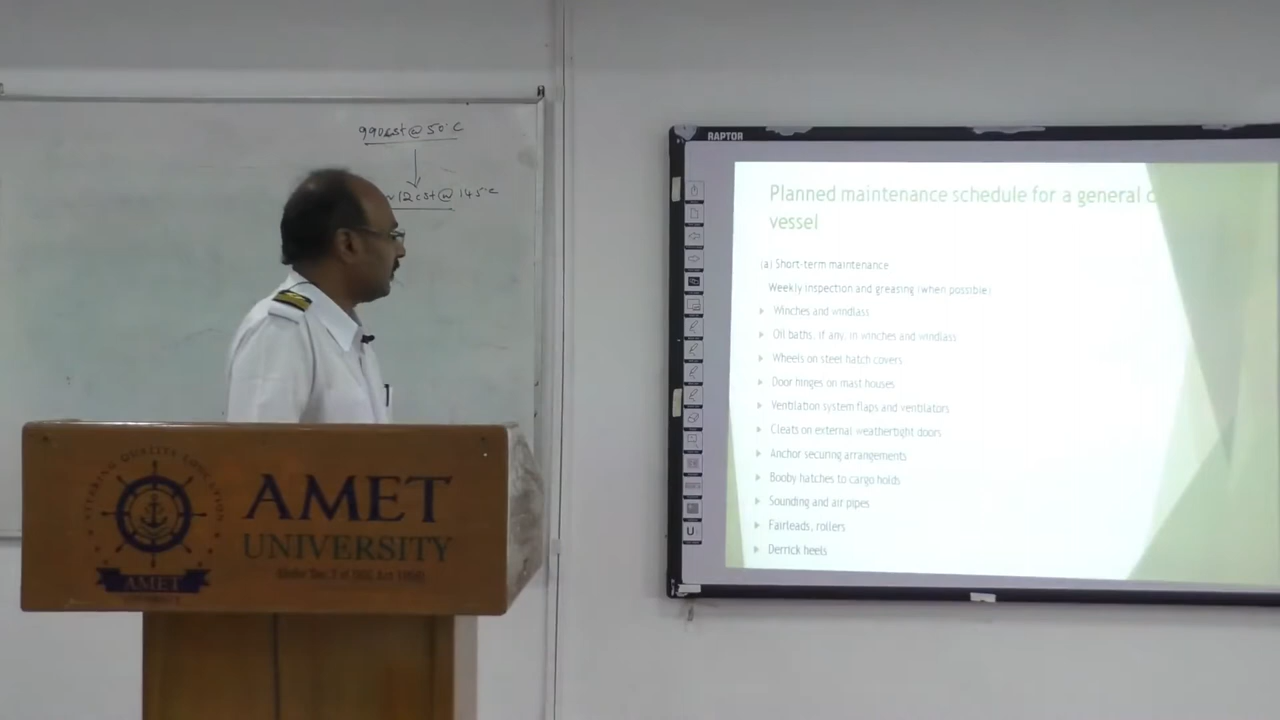 990cst@50°C
12cst@ 145°C
RAPTOR
Planned maintenance schedule for a general
vessel
(a) Short-term maintenance
Weekly inspection and greasing (when possible)
Winches and windlass
Oil baths, if any, in winches and windlass
Wheels on steel hatch covers
Door hinges on mast houses
Ventilation system flaps and ventilators
Cleats on external weathertight doors
Anchor securing arrangements
Booby hatches to cargo holds
Sounding and air pipes
Fairleads, rollers
Derrick heels
AMET
UNIVERSITY
AMET